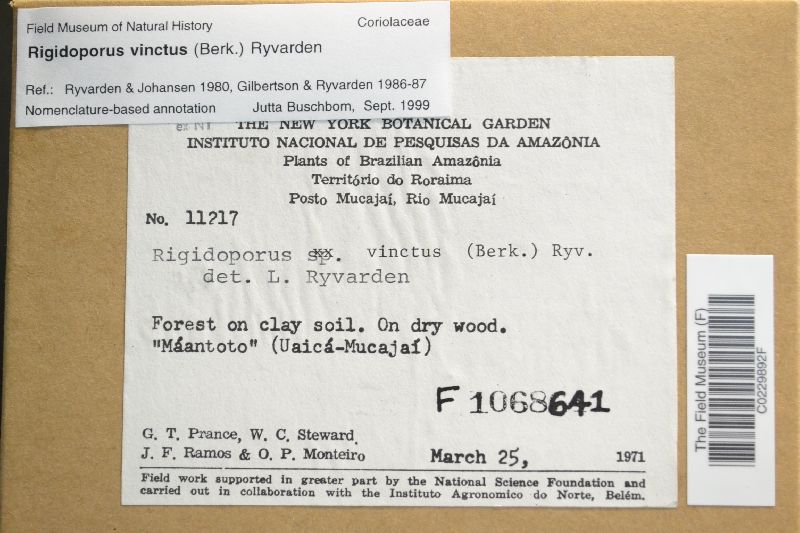 Field Museum of Natural History
Coriolaceae
Rigidoporus vinctus (Berk.) Ryvarden
Ref.: Ryvarden & Johansen 1980, Gilbertson & Ryvarden 1986-87
Nomenclature-based annotation Jutta Buschbom, Sept. 1999
THE NEW YORK BOTANICAL GARDEN
INSTITUTO NACIONAL DE PESQUISAS DA AMAZÔNIA
Plants of Brazilian Amazônia
Território do Roraima
Posto Mucajaí, Rio Mucajaí
No. 11?17
Rigidoporus sp. vinctus (Berk.) Ryv.
det. L. Ryvarden
Forest on clay soil. On dry wood.
"Máantoto" (Uaicá-Mucajaí)
F 1068641
G. T. Prance, W. C. Steward
J. F. Ramos & O. P. Monteiro
March 25, 1971
Field work supported in greater part by the National Science Foundation and
carried out in collaboration with the Instituto Agronomico do Norte, Belém.
The Field Museum (F)
C0229892F